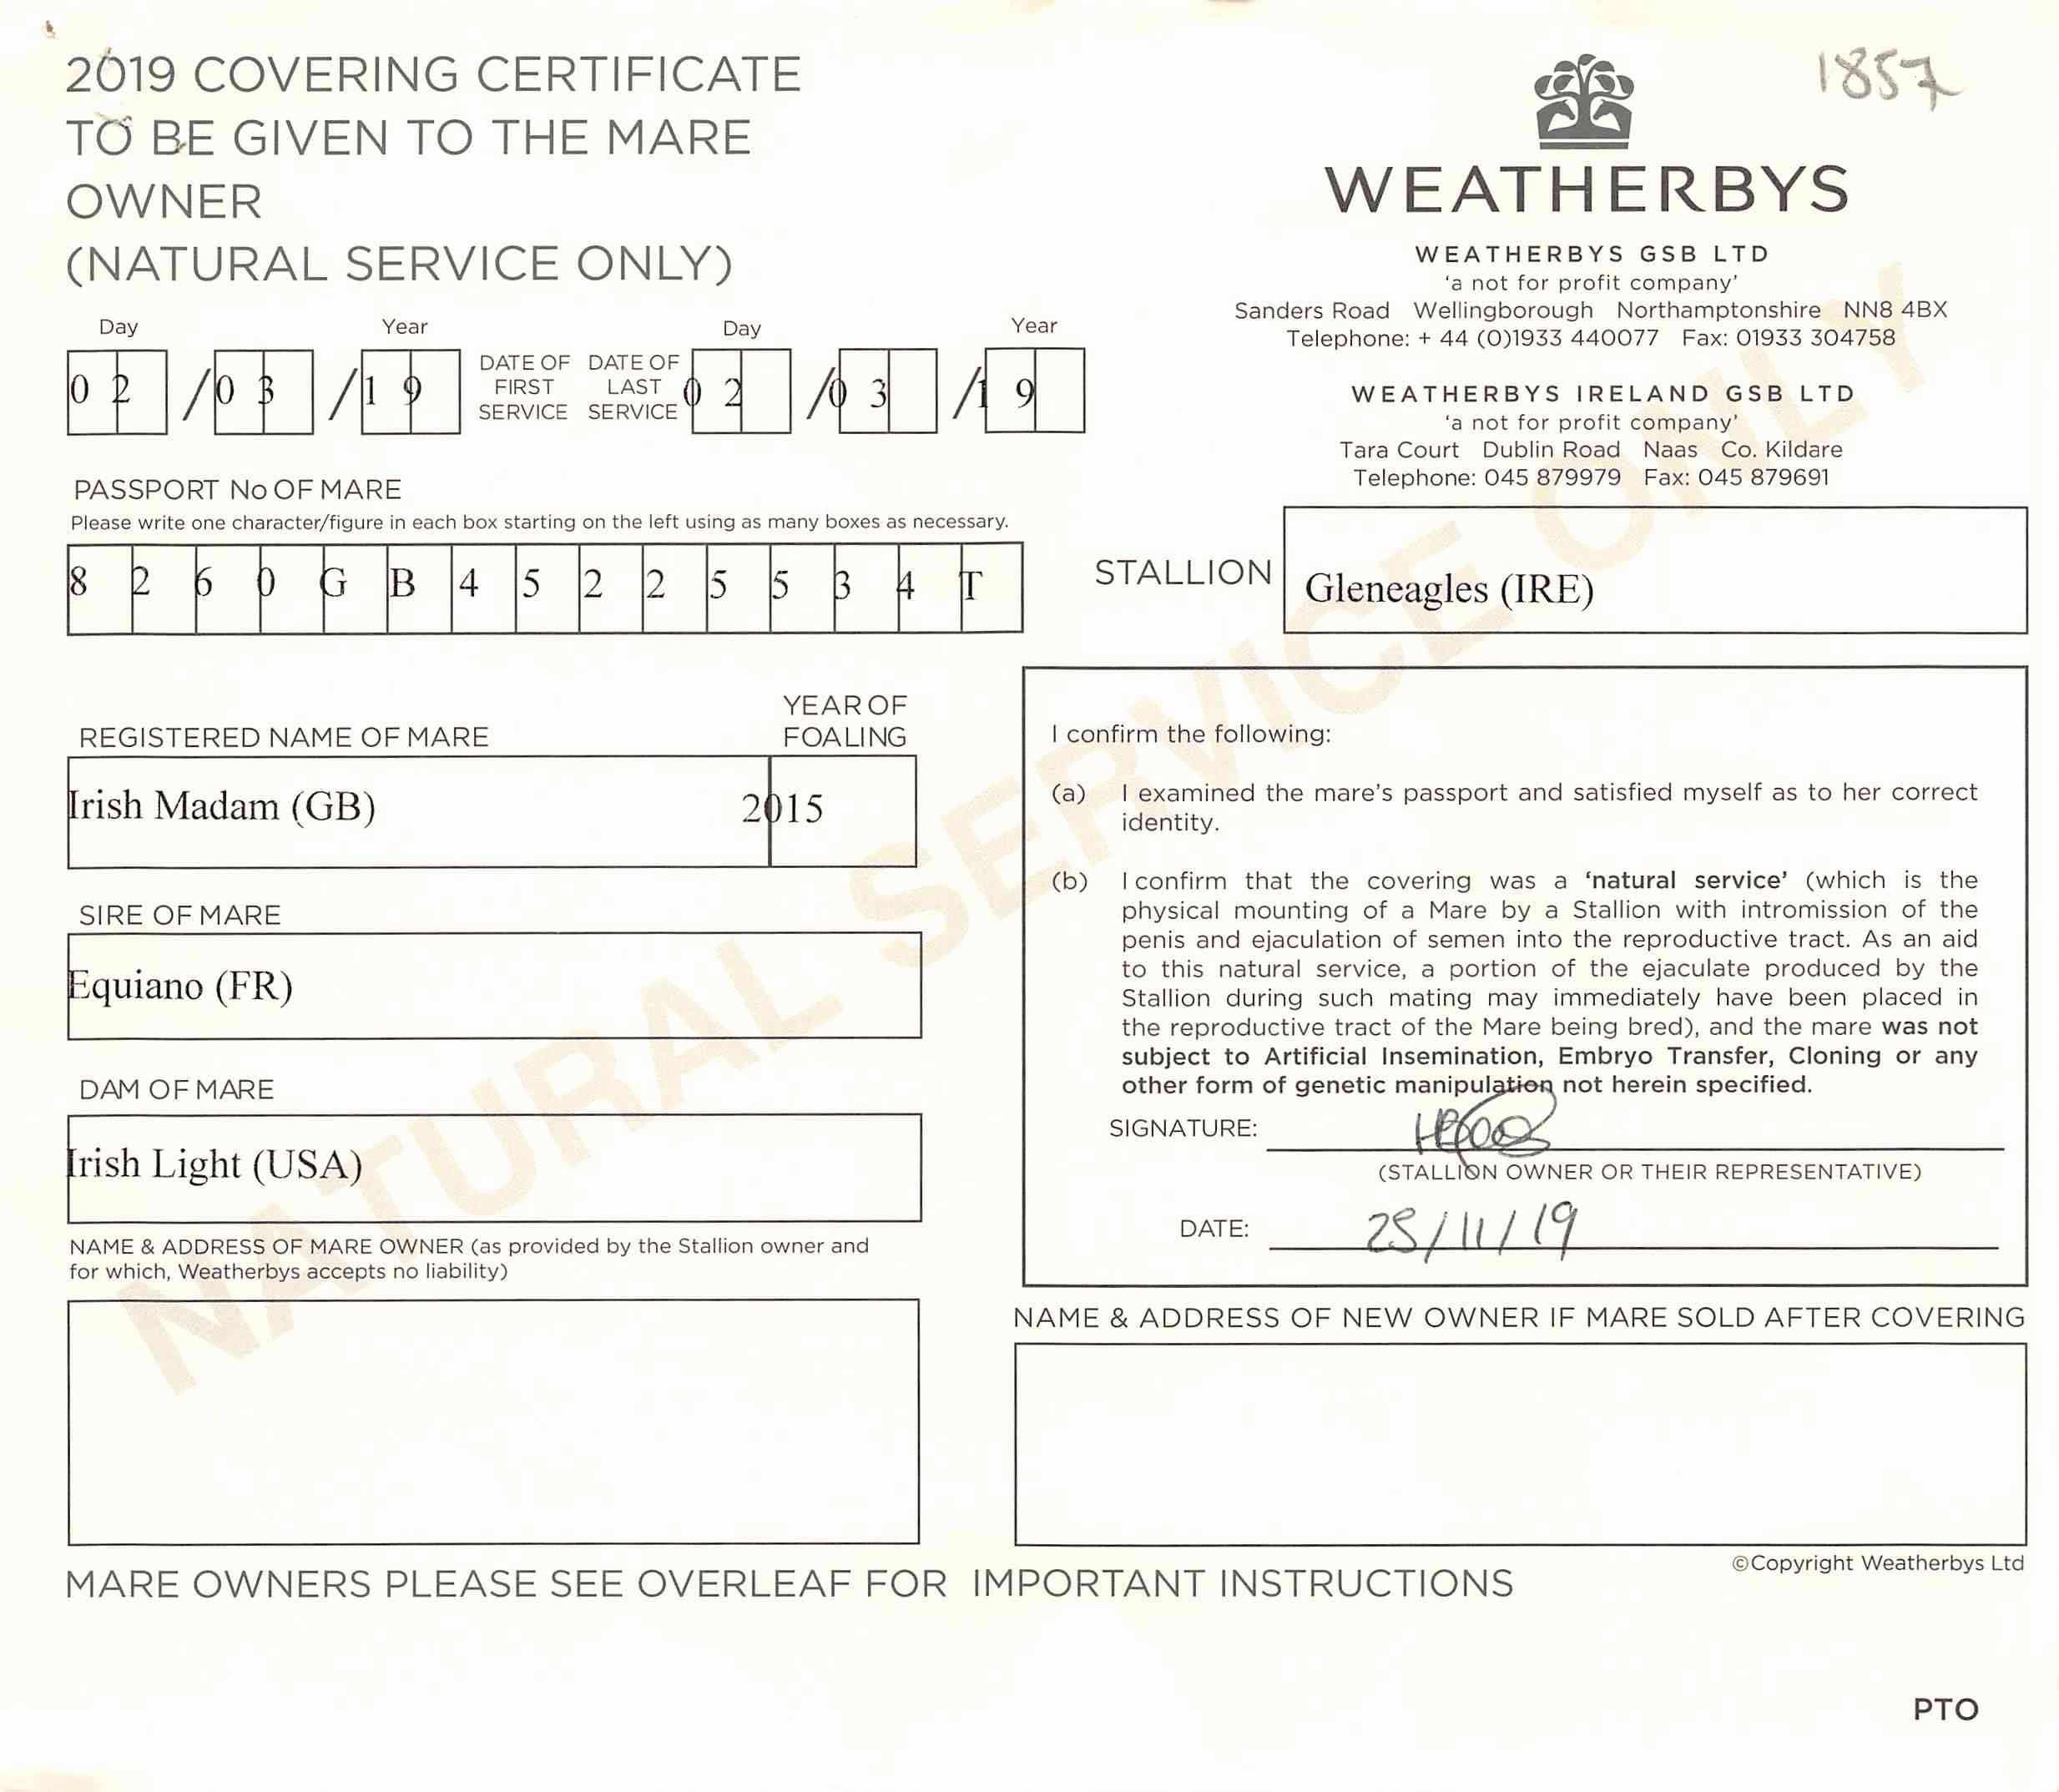 1857
2019 COVERING CERTIFICATE
TO BE GIVEN TO THE MARE
OWNER
(NATURAL SERVICE ONLY)
WEATHERBYS
WEATHERBYS GSB LTD
'a not for profit company'
Sanders Road Wellingborough Northamptonshire NN8 4BX
Telephone: + 44 (0)1933 440077 Fax: 01933 304758
WEATHERBYS IRELAND GSB LTD
'a not for profit company'
Tara Court Dublin Road Naas Co. Kildare
Telephone: 045 879979 Fax: 045 879691
Day Year
02/03/19
DATE OF FIRST SERVICE
DATE OF LAST SERVICE
Day Year
02/03/19
PASSPORT No OF MARE
Please write one character/figure in each box starting on the left using as many boxes as necessary.
8 2 6 0 G B 4 5 2 2 5 5 3 4 T
STALLION
Gleneagles (IRE)
REGISTERED NAME OF MARE
YEAR OF
FOALING
Irish Madam (GB) 2015
SIRE OF MARE
Equiano (FR)
DAM OF MARE
Irish Light (USA)
NAME & ADDRESS OF MARE OWNER (as provided by the Stallion owner and
for which, Weatherbys accepts no liability)
I confirm the following:
(a) I examined the mare's passport and satisfied myself as to her correct
identity.
(b) I confirm that the covering was a 'natural service' (which is the
physical mounting of a Mare by a Stallion with intromission of the
penis and ejaculation of semen into the reproductive tract. As an aid
to this natural service, a portion of the ejaculate produced by the
Stallion during such mating may immediately have been placed in
the reproductive tract of the Mare being bred), and the mare was not
subject to Artificial Insemination, Embryo Transfer, Cloning or any
other form of genetic manipulation not herein specified.
SIGNATURE:
(STALLION OWNER OR THEIR REPRESENTATIVE)
DATE: 25/11/19
NAME & ADDRESS OF NEW OWNER IF MARE SOLD AFTER COVERING
©Copyright Weatherbys Ltd
MARE OWNERS PLEASE SEE OVERLEAF FOR IMPORTANT INSTRUCTIONS
PTO
NATURAL SERVICE ONLY